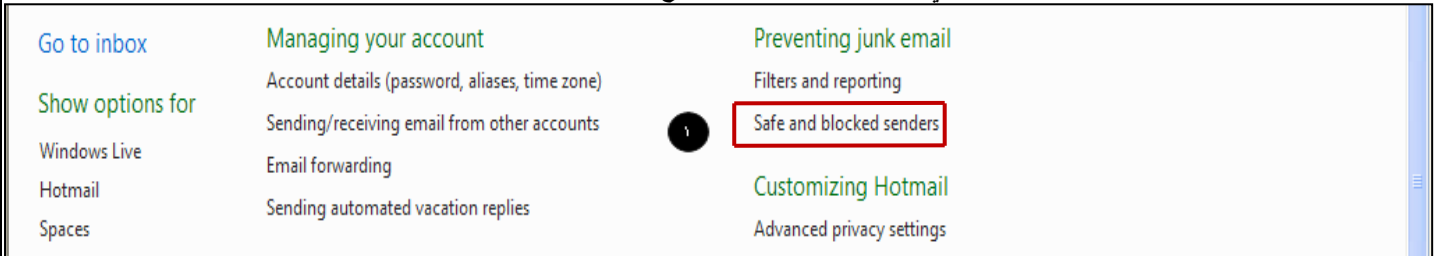 Go to inbox
Show options for
Windows Live
Hotmail
Spaces
Managing your account
Account details (password, aliases, time zone)
Sending/receiving email from other accounts
Email forwarding
Sending automated vacation replies
١
Preventing junk email
Filters and reporting
Safe and blocked senders
Customizing Hotmail
Advanced privacy settings